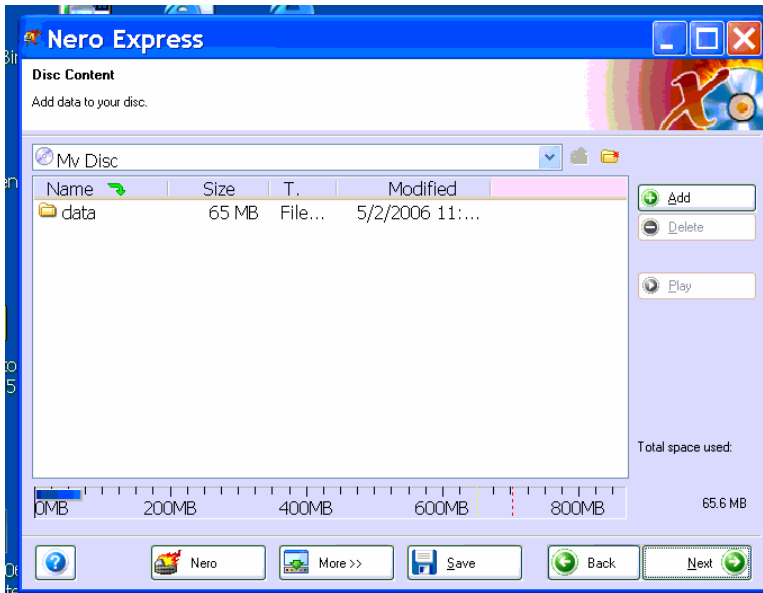 Nero Express
Disc Content
Add data to your disc.
My Disc
Name Size T. Modified
data 65 MB File... 5/2/2006 11:...
Add
Delete
Play
Total space used:
0MB 200MB 400MB 600MB 800MB
65.6 MB
Nero More >> Save Back Next